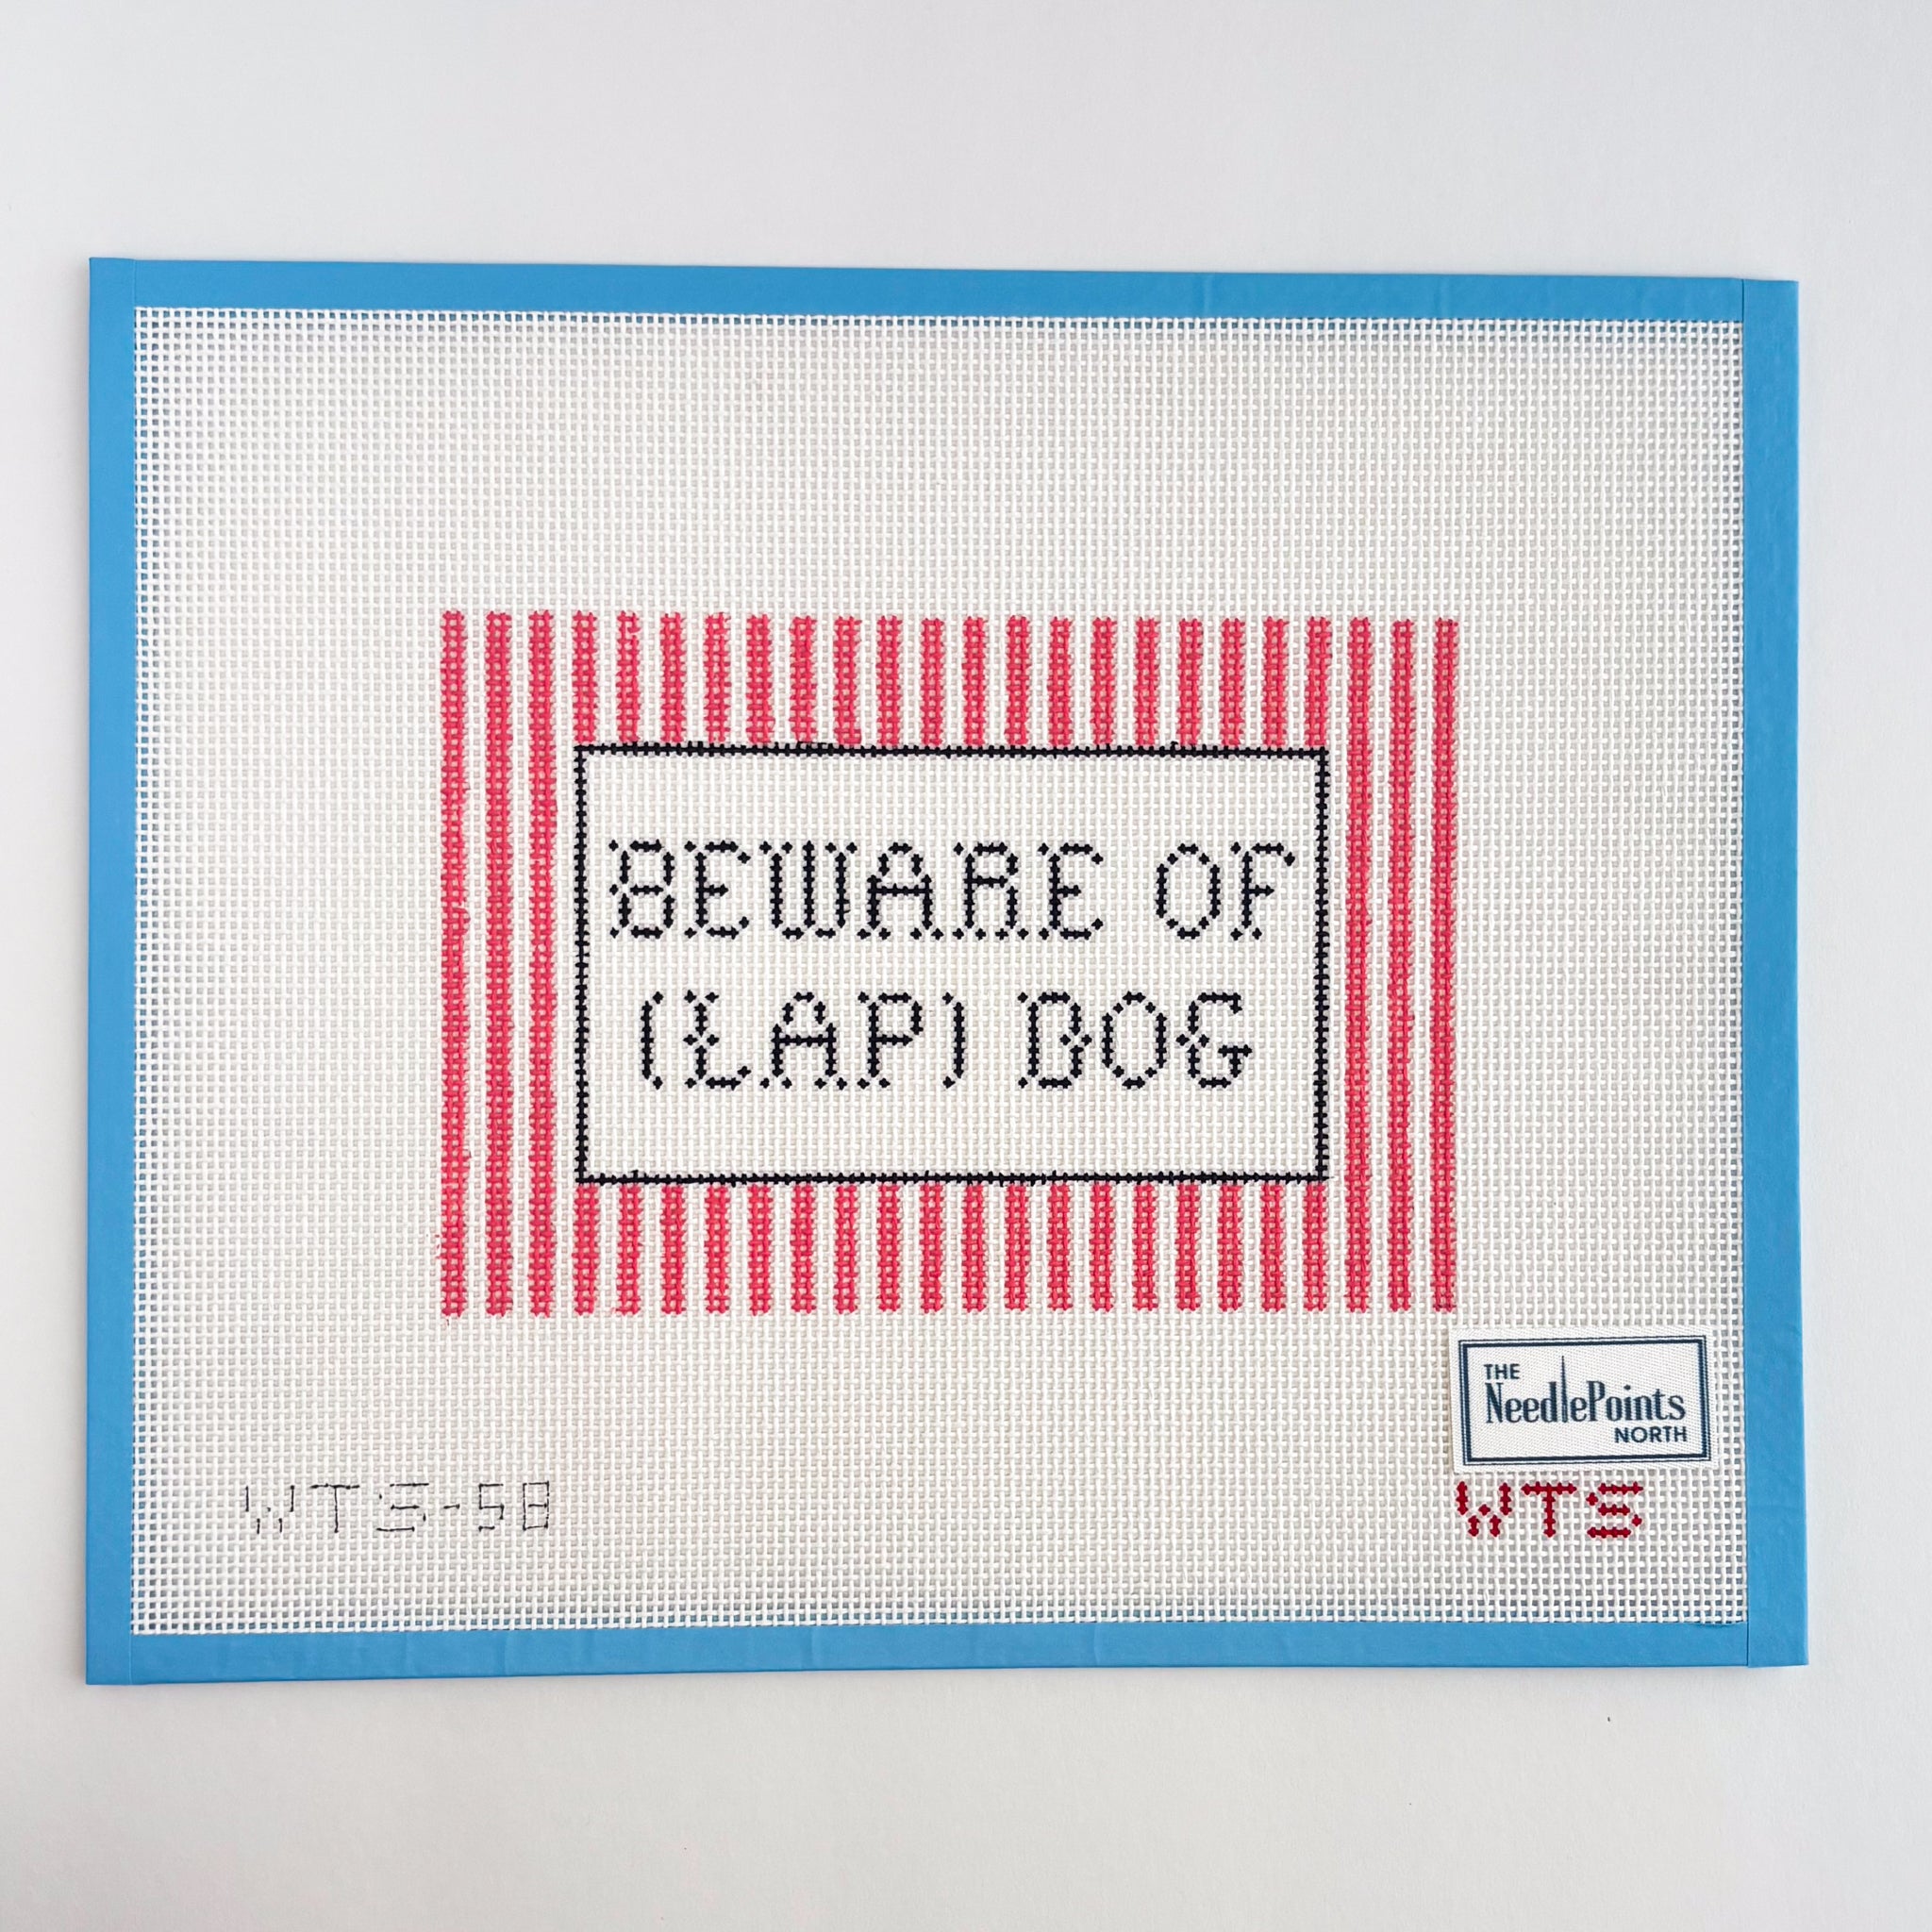 BEWARE OF
(LAP) DOG
THE
NeedlePoints
NORTH
WTS-58
WTS